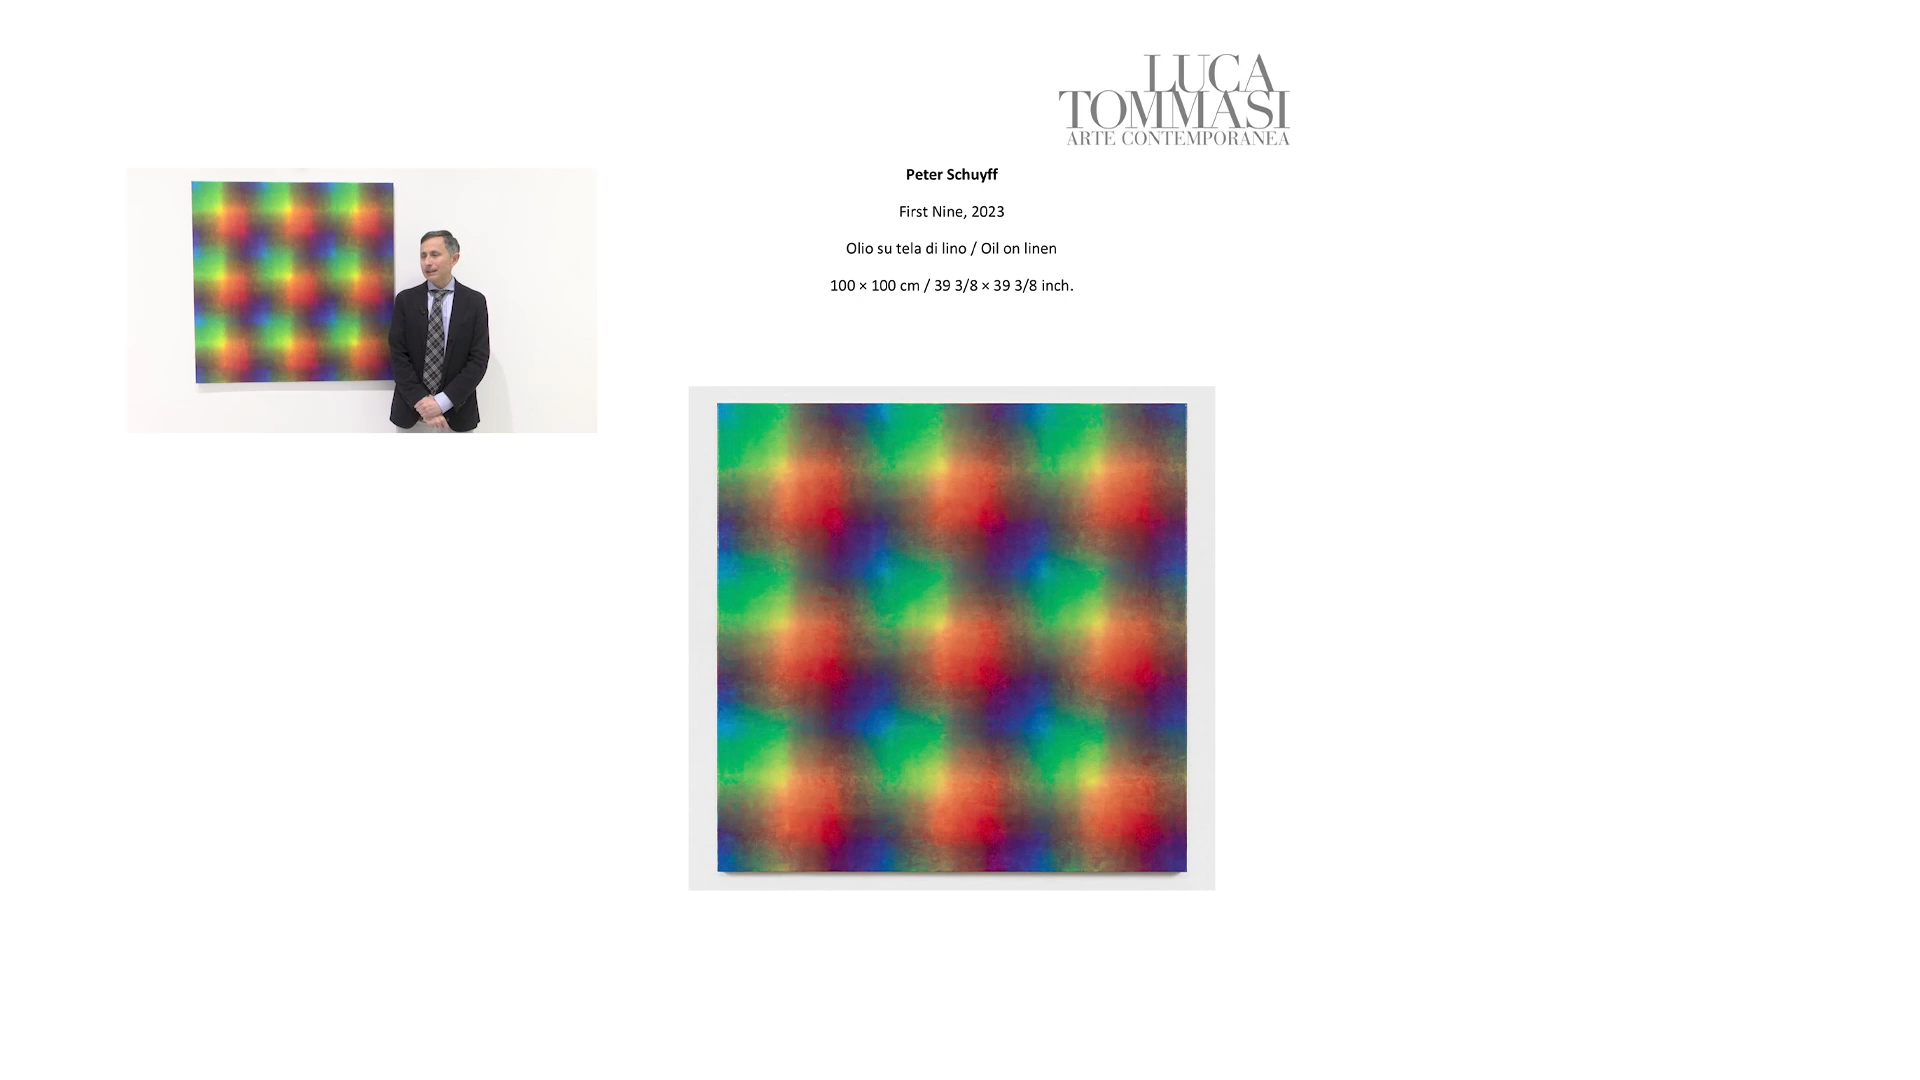 LUCA
TOMMASI
ARTE CONTEMPORANEA
Peter Schuyff
First Nine, 2023
Olio su tela di lino / Oil on linen
100 × 100 cm / 39 3/8 × 39 3/8 inch.